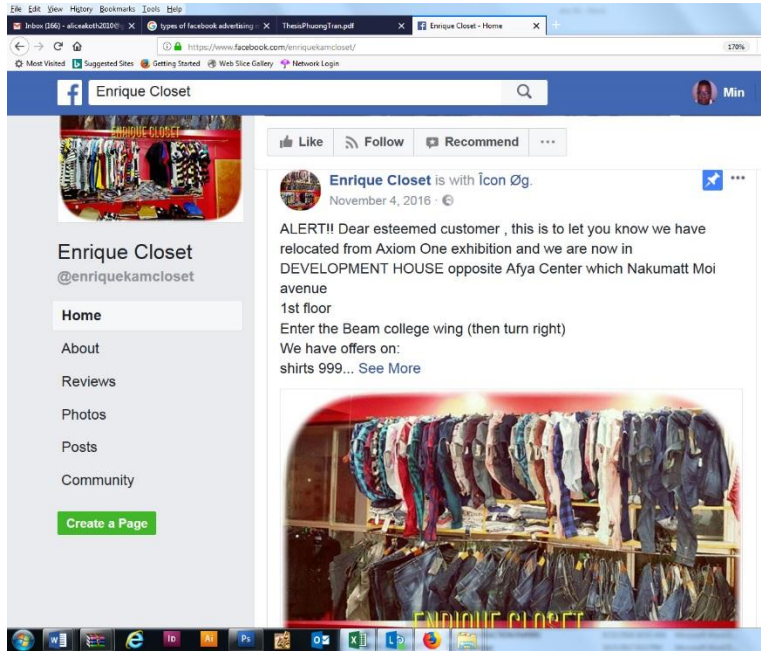 File Edit View History Bookmarks Tools Help
Inbox (166) - aliceakoth2010@
types of facebook advertising
ThesisPhuongTran.pdf
Enrique Closet - Home
https://www.facebook.com/enriquekamcloset/
170%
Most Visited Suggested Sites Getting Started Web Slice Gallery Network Login
Enrique Closet
Min
ENRIQUE CLOSET
Like Follow Recommend
Enrique Closet is with Îcon Øg.
November 4, 2016
ALERT!! Dear esteemed customer , this is to let you know we have
relocated from Axiom One exhibition and we are now in
DEVELOPMENT HOUSE opposite Afya Center which Nakumatt Moi
avenue
1st floor
Enter the Beam college wing (then turn right)
We have offers on:
shirts 999... See More
Enrique Closet
@enriquekamcloset
Home
About
Reviews
Photos
Posts
Community
Create a Page
ENRIQUE CLOSET